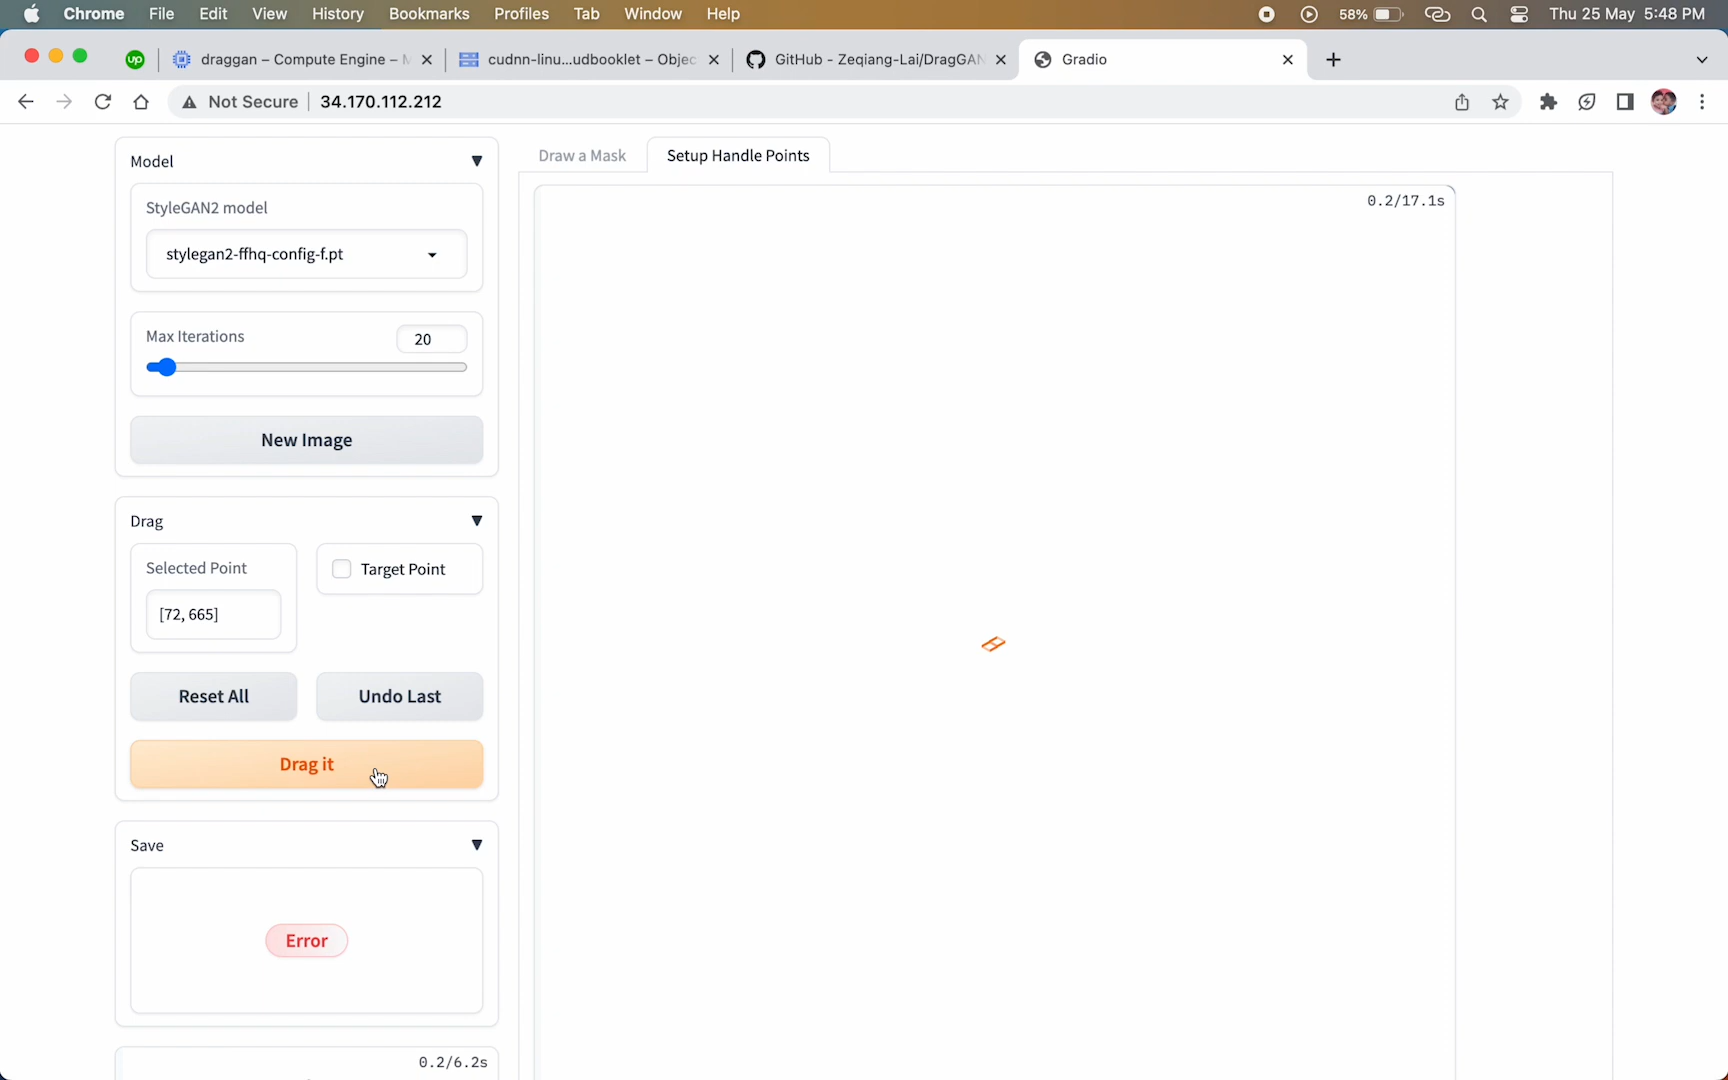 Chrome File Edit View History Bookmarks Profiles Tab Window Help 58% Thu 25 May 5:48 PM
up draggan – Compute Engine – M cudnn-linu...udbooklet – Objec GitHub - Zeqiang-Lai/DragGAN Gradio
Not Secure 34.170.112.212
Model
Draw a Mask Setup Handle Points
StyleGAN2 model
0.2/17.1s
stylegan2-ffhq-config-f.pt
Max Iterations 20
New Image
Drag
Selected Point Target Point
[72, 665]
Reset All Undo Last
Drag it
Save
Error
0.2/6.2s